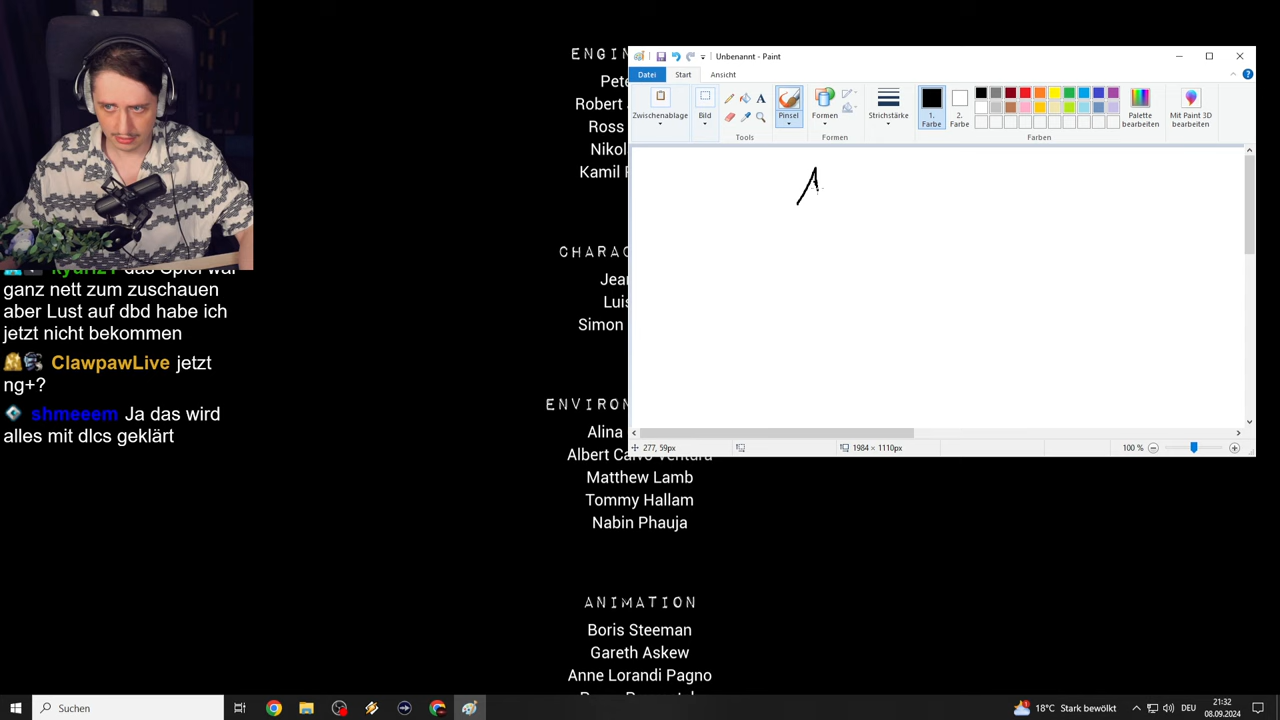 ENGIN
Pete
Robert
Ross
Nikol
Kamil
CHARAC
Jean
Luis
Simon
ENVIRON
Alina
Albert Calvo Ventura
Matthew Lamb
Tommy Hallam
Nabin Phauja
ANIMATION
Boris Steeman
Gareth Askew
Anne Lorandi Pagno
das Spiel war
ganz nett zum zuschauen
aber Lust auf dbd habe ich
jetzt nicht bekommen
ClawpawLive jetzt
ng+?
shmeeem Ja das wird
alles mit dlcs geklärt
Unbenannt - Paint
Datei Start Ansicht
Zwischenablage
Bild
Tools
Pinsel
Formen
Formen
Strichstärke
1.
Farbe
2.
Farbe
Farben
Palette
bearbeiten
Mit Paint 3D
bearbeiten
277, 59px
1984 × 1110px
100 %
Suchen
18°C Stark bewölkt
DEU
21:32
08.09.2024